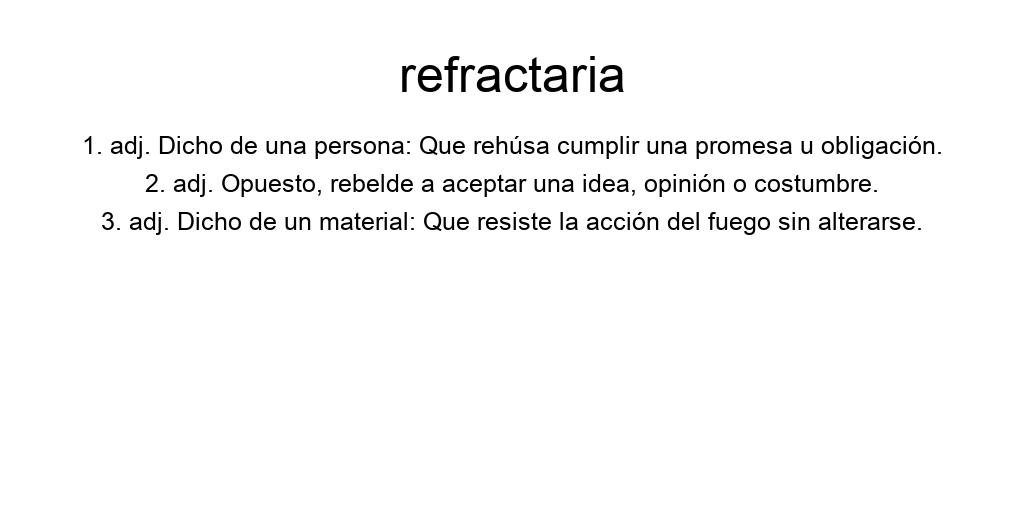 refractaria
1. adj. Dicho de una persona: Que rehúsa cumplir una promesa u obligación.
2. adj. Opuesto, rebelde a aceptar una idea, opinión o costumbre.
3. adj. Dicho de un material: Que resiste la acción del fuego sin alterarse.